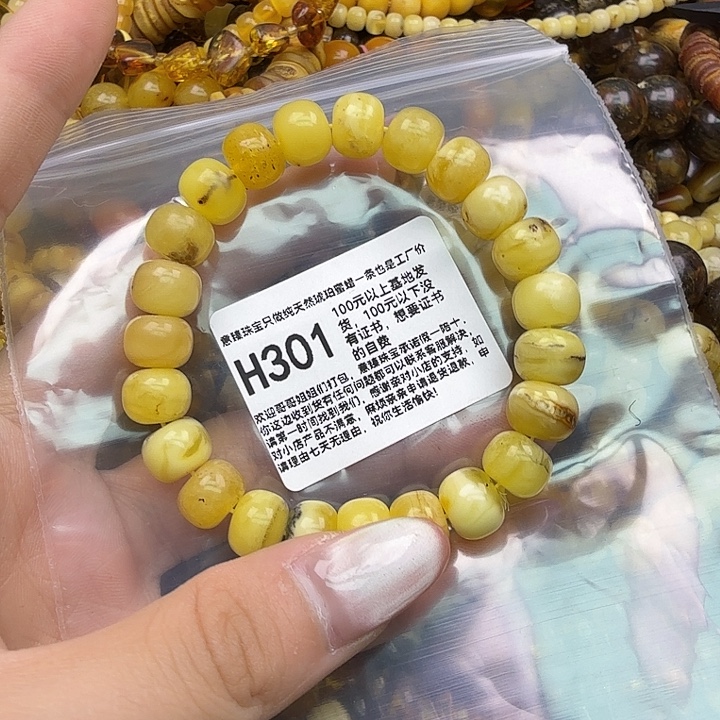 臻珠宝只做纯天然琥珀蜜蜡一条也是工厂价
H301
100元以上基地发
货，100元以下没
有证书，想要证书
的自费
欢迎哥哥姐姐们打包，臻珠宝承诺假一赔十，
你这边收到货有任何问题都可以联系客服解决，
请第一时间找到我们，感谢亲对小店的支持，如
对小店产品不满意，麻烦亲亲申请退货退款，申
请理由七天无理由，祝你生活愉快！